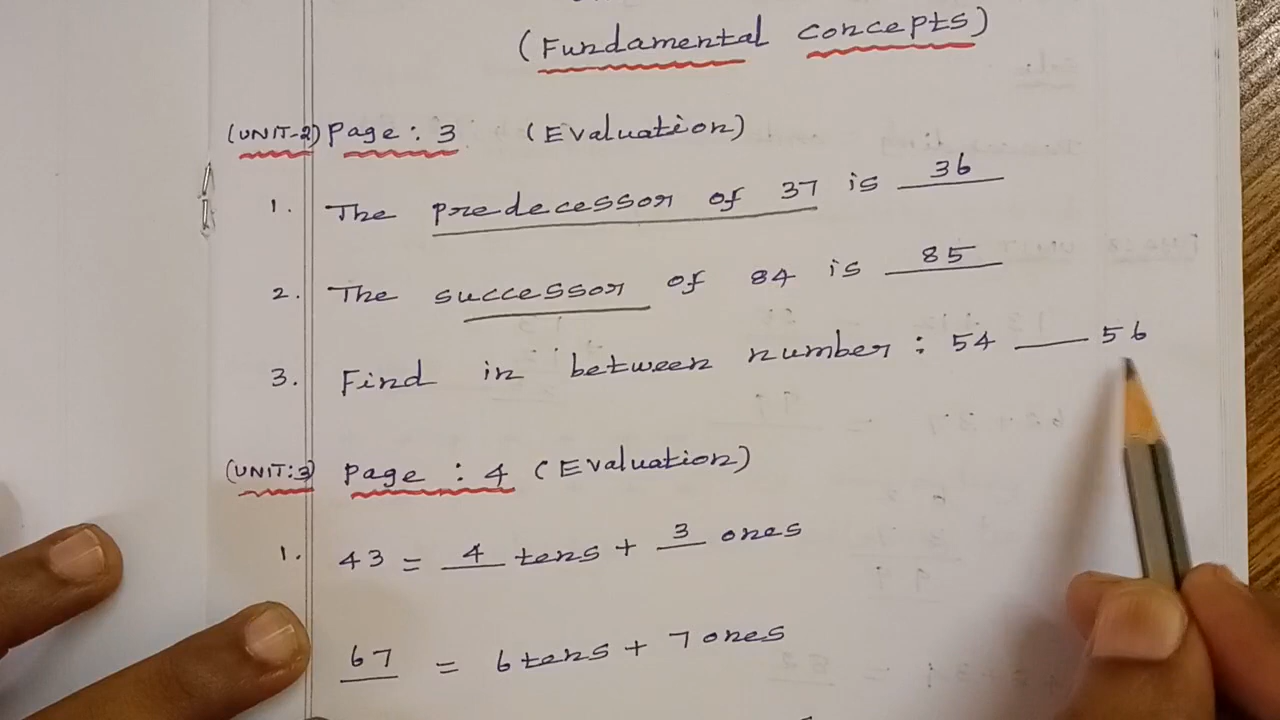 (Fundamental Concepts)
(UNIT-2) Page : 3 (Evaluation)
1. The predecessor of 37 is 36
2. The successor of 84 is 85
3. Find in between number : 54 ___ 56
(UNIT:3) Page : 4 (Evaluation)
1. 43 = 4 tens + 3 ones
67 = 6 tens + 7 ones